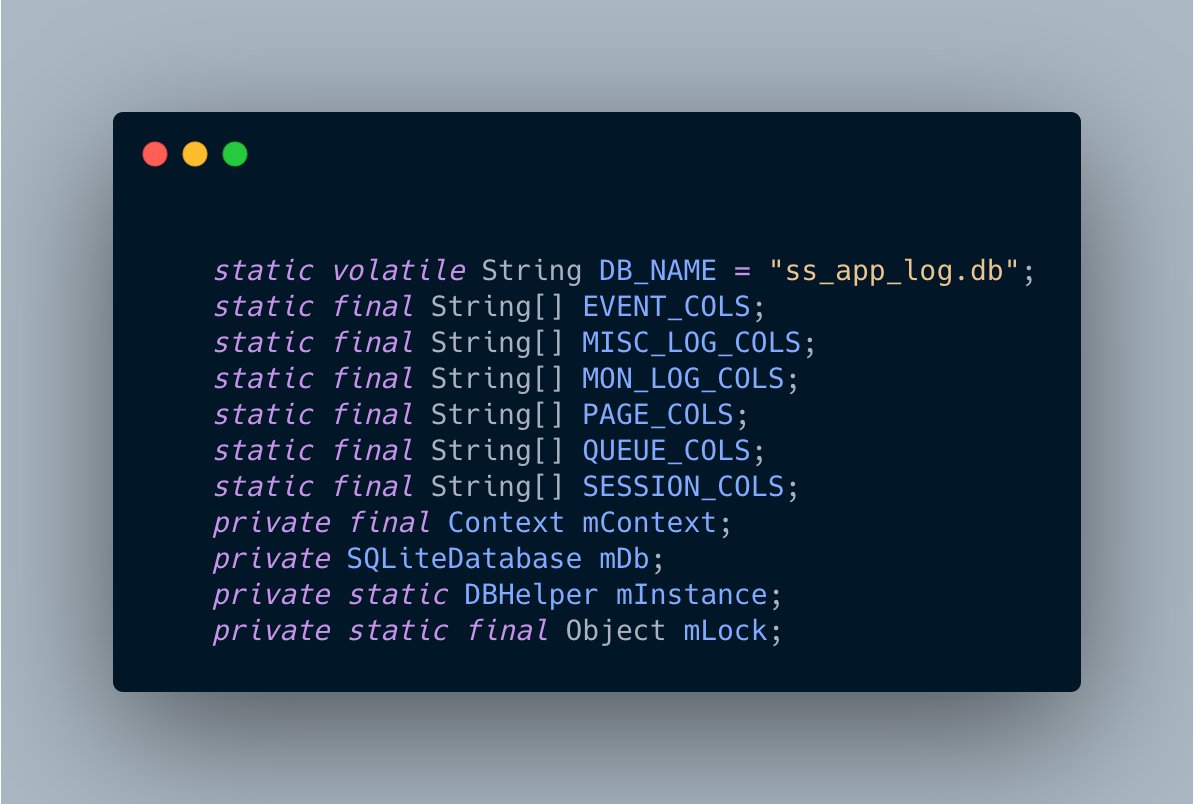 static volatile String DB_NAME = "ss_app_log.db";
static final String[] EVENT_COLS;
static final String[] MISC_LOG_COLS;
static final String[] MON_LOG_COLS;
static final String[] PAGE_COLS;
static final String[] QUEUE_COLS;
static final String[] SESSION_COLS;
private final Context mContext;
private SQLiteDatabase mDb;
private static DBHelper mInstance;
private static final Object mLock;